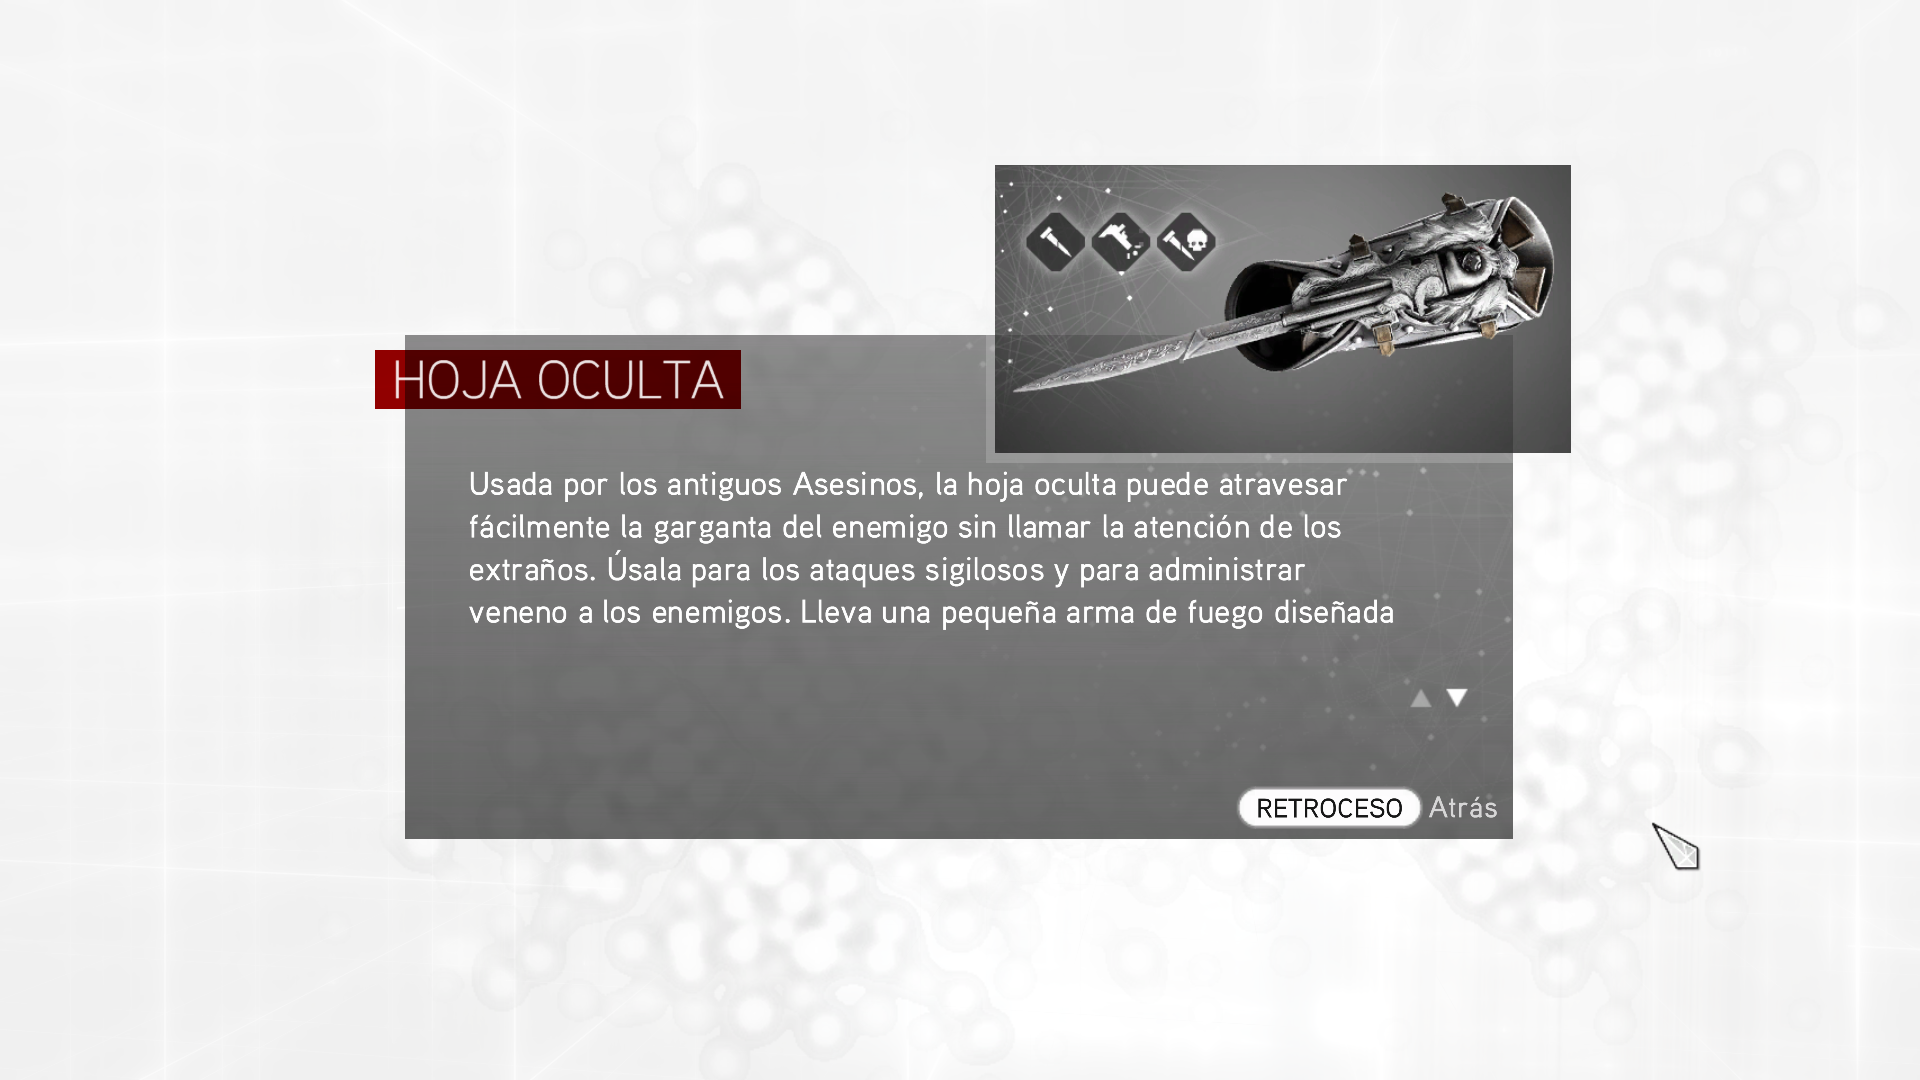 HOJA OCULTA
Usada por los antiguos Asesinos, la hoja oculta puede atravesar
fácilmente la garganta del enemigo sin llamar la atención de los
extraños. Úsala para los ataques sigilosos y para administrar
veneno a los enemigos. Lleva una pequeña arma de fuego diseñada
RETROCESO Atrás